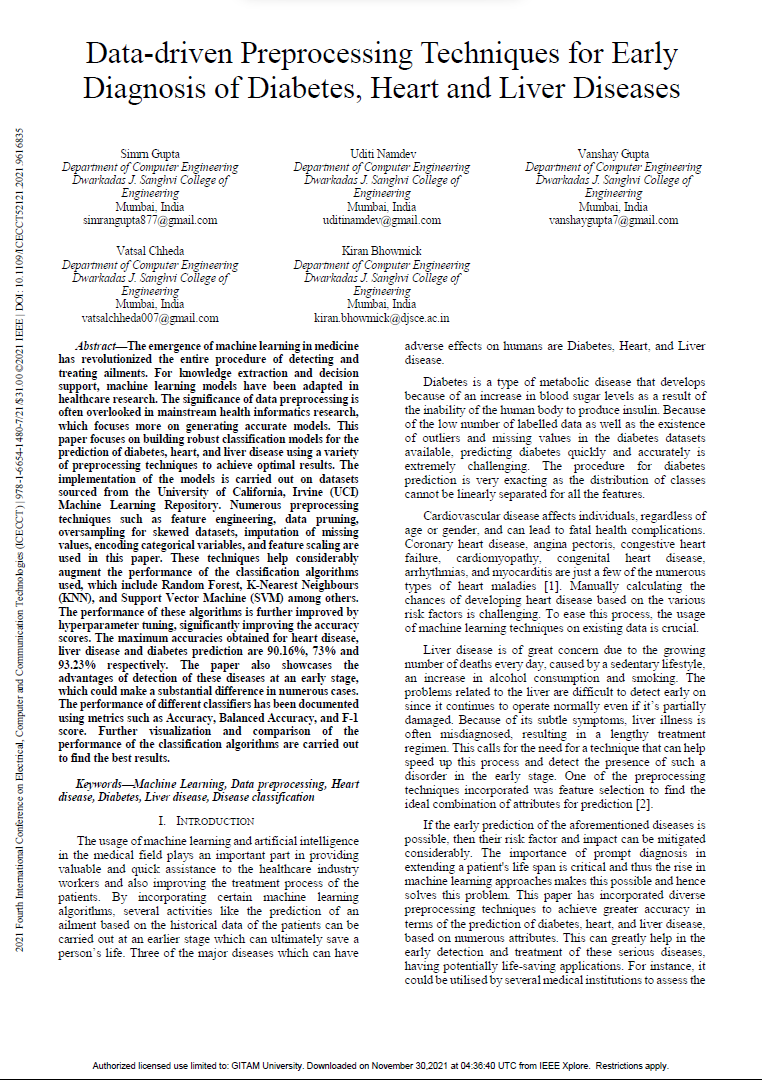 Data-driven Preprocessing Techniques for Early
Diagnosis of Diabetes, Heart and Liver Diseases
Simrn Gupta
Department of Computer Engineering
Dwarkadas J. Sanghvi College of
Engineering
Mumbai, India
simrangupta877@gmail.com
Uditi Namdev
Department of Computer Engineering
Dwarkadas J. Sanghvi College of
Engineering
Mumbai, India
uditinamdev@gmail.com
Vanshay Gupta
Department of Computer Engineering
Dwarkadas J. Sanghvi College of
Engineering
Mumbai, India
vanshaygupta7@gmail.com
Vatsal Chheda
Department of Computer Engineering
Dwarkadas J. Sanghvi College of
Engineering
Mumbai, India
vatsalchheda007@gmail.com
Kiran Bhowmick
Department of Computer Engineering
Dwarkadas J. Sanghvi College of
Engineering
Mumbai, India
kiran.bhowmick@djsce.ac.in
Abstract—The emergence of machine learning in medicine
has revolutionized the entire procedure of detecting and
treating ailments. For knowledge extraction and decision
support, machine learning models have been adapted in
healthcare research. The significance of data preprocessing is
often overlooked in mainstream health informatics research,
which focuses more on generating accurate models. This
paper focuses on building robust classification models for the
prediction of diabetes, heart, and liver disease using a variety
of preprocessing techniques to achieve optimal results. The
implementation of the models is carried out on datasets
sourced from the University of California, Irvine (UCI)
Machine Learning Repository. Numerous preprocessing
techniques such as feature engineering, data pruning,
oversampling for skewed datasets, imputation of missing
values, encoding categorical variables, and feature scaling are
used in this paper. These techniques help considerably
augment the performance of the classification algorithms
used, which include Random Forest, K-Nearest Neighbours
(KNN), and Support Vector Machine (SVM) among others.
The performance of these algorithms is further improved by
hyperparameter tuning, significantly improving the accuracy
scores. The maximum accuracies obtained for heart disease,
liver disease and diabetes prediction are 90.16%, 73% and
93.23% respectively. The paper also showcases the
advantages of detection of these diseases at an early stage,
which could make a substantial difference in numerous cases.
The performance of different classifiers has been documented
using metrics such as Accuracy, Balanced Accuracy, and F-1
score. Further visualization and comparison of the
performance of the classification algorithms are carried out
to find the best results.
Keywords—Machine Learning, Data preprocessing, Heart
disease, Diabetes, Liver disease, Disease classification
I. INTRODUCTION
The usage of machine learning and artificial intelligence
in the medical field plays an important part in providing
valuable and quick assistance to the healthcare industry
workers and also improving the treatment process of the
patients. By incorporating certain machine learning
algorithms, several activities like the prediction of an
ailment based on the historical data of the patients can be
carried out at an earlier stage which can ultimately save a
person's life. Three of the major diseases which can have
adverse effects on humans are Diabetes, Heart, and Liver
disease.
Diabetes is a type of metabolic disease that develops
because of an increase in blood sugar levels as a result of
the inability of the human body to produce insulin. Because
of the low number of labelled data as well as the existence
of outliers and missing values in the diabetes datasets
available, predicting diabetes quickly and accurately is
extremely challenging. The procedure for diabetes
prediction is very exacting as the distribution of classes
cannot be linearly separated for all the features.
Cardiovascular disease affects individuals, regardless of
age or gender, and can lead to fatal health complications.
Coronary heart disease, angina pectoris, congestive heart
failure, cardiomyopathy, congenital heart disease,
arrhythmias, and myocarditis are just a few of the numerous
types of heart maladies [1]. Manually calculating the
chances of developing heart disease based on the various
risk factors is challenging. To ease this process, the usage
of machine learning techniques on existing data is crucial.
Liver disease is of great concern due to the growing
number of deaths every day, caused by a sedentary lifestyle,
an increase in alcohol consumption and smoking. The
problems related to the liver are difficult to detect early on
since it continues to operate normally even if it's partially
damaged. Because of its subtle symptoms, liver illness is
often misdiagnosed, resulting in a lengthy treatment
regimen. This calls for the need for a technique that can help
speed up this process and detect the presence of such a
disorder in the early stage. One of the preprocessing
techniques incorporated was feature selection to find the
ideal combination of attributes for prediction [2].
If the early prediction of the aforementioned diseases is
possible, then their risk factor and impact can be mitigated
considerably. The importance of prompt diagnosis in
extending a patient's life span is critical and thus the rise in
machine learning approaches makes this possible and hence
solves this problem. This paper has incorporated diverse
preprocessing techniques to achieve greater accuracy in
terms of the prediction of diabetes, heart, and liver disease,
based on numerous attributes. This can greatly help in the
early detection and treatment of these serious diseases,
having potentially life-saving applications. For instance, it
could be utilised by several medical institutions to assess the
2021 Fourth International Conference on Electrical, Computer and Communication Technologies (ICECCT) | 978-1-6654-1480-7/21/$31.00 ©2021 IEEE | DOI: 10.1109/ICECCT52121.2021.9616835
Authorized licensed use limited to: GITAM University. Downloaded on November 30,2021 at 04:36:40 UTC from IEEE Xplore. Restrictions apply.